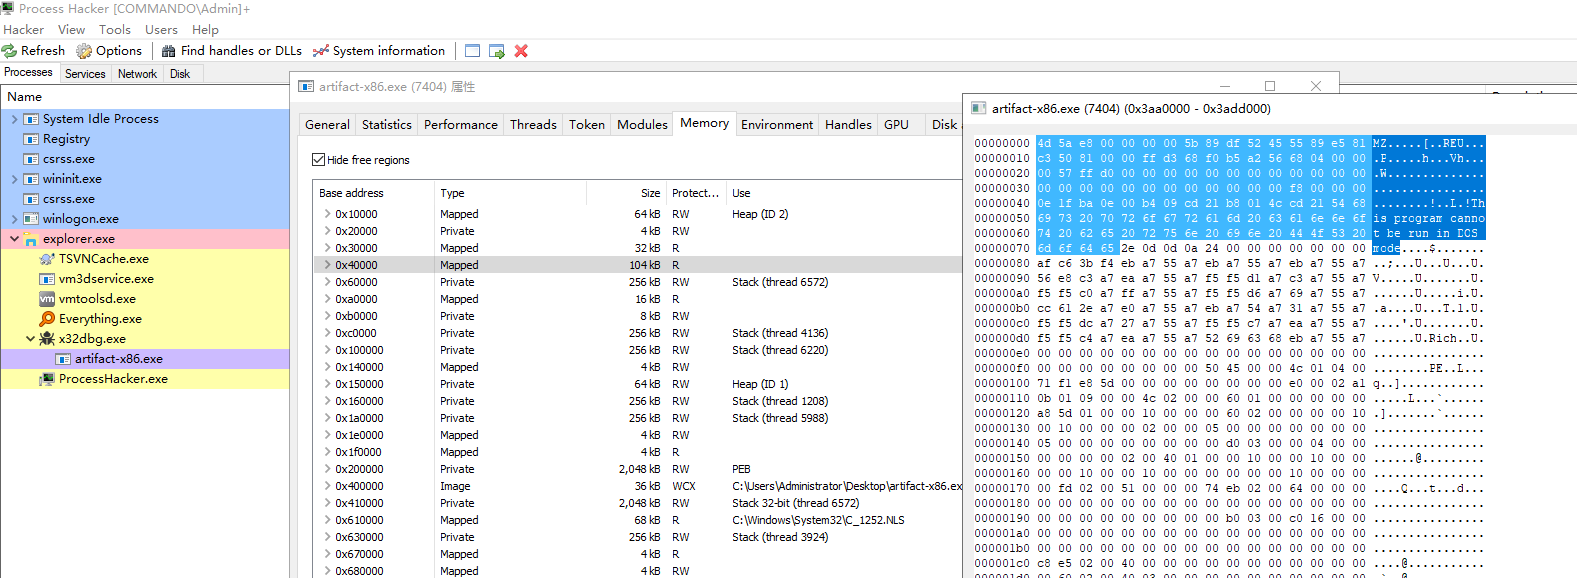 Process Hacker [COMMANDO\Admin]+
Hacker View Tools Users Help
Refresh Options Find handles or DLLs System information
Processes Services Network Disk
Name
System Idle Process
Registry
csrss.exe
wininit.exe
csrss.exe
winlogon.exe
explorer.exe
TSVNCache.exe
vm3dservice.exe
vmtoolsd.exe
Everything.exe
x32dbg.exe
artifact-x86.exe
ProcessHacker.exe
artifact-x86.exe (7404) 属性
General Statistics Performance Threads Token Modules Memory Environment Handles GPU Disk
Hide free regions
Base address Type Size Protect... Use
0x10000 Mapped 64 kB RW Heap (ID 2)
0x20000 Private 4 kB RW
0x30000 Mapped 32 kB R
0x40000 Mapped 104 kB R
0x60000 Private 256 kB RW Stack (thread 6572)
0xa0000 Mapped 16 kB R
0xb0000 Private 8 kB RW
0xc0000 Private 256 kB RW Stack (thread 4136)
0x100000 Private 256 kB RW Stack (thread 6220)
0x140000 Mapped 4 kB RW
0x150000 Private 64 kB RW Heap (ID 1)
0x160000 Private 256 kB RW Stack (thread 1208)
0x1a0000 Private 256 kB RW Stack (thread 5988)
0x1e0000 Mapped 4 kB RW
0x1f0000 Mapped 4 kB R
0x200000 Private 2,048 kB RW PEB
0x400000 Image 36 kB WCX C:\Users\Administrator\Desktop\artifact-x86.ex
0x410000 Private 2,048 kB RW Stack 32-bit (thread 6572)
0x610000 Mapped 68 kB R C:\Windows\System32\C_1252.NLS
0x630000 Private 256 kB RW Stack (thread 3924)
0x670000 Mapped 4 kB R
0x680000 Mapped 4 kB RW
artifact-x86.exe (7404) (0x3aa0000 - 0x3add000)
00000000 4d 5a e8 00 00 00 00 5b 89 df 52 45 55 89 e5 81 MZ.....[..REU...
00000010 c3 50 81 00 00 ff d3 68 f0 b5 a2 56 68 04 00 00 .P.....h...Vh...
00000020 00 57 ff d0 00 00 00 00 00 00 00 00 00 00 00 00 .W..............
00000030 00 00 00 00 00 00 00 00 00 00 00 00 f8 00 00 00 ................
00000040 0e 1f ba 0e 00 b4 09 cd 21 b8 01 4c cd 21 54 68 ........!..L.!Th
00000050 69 73 20 70 72 6f 67 72 61 6d 20 63 61 6e 6e 6f is program canno
00000060 74 20 62 65 20 72 75 6e 20 69 6e 20 44 4f 53 20 t be run in DOS
00000070 6d 6f 64 65 2e 0d 0d 0a 24 00 00 00 00 00 00 00 mode....$.......
00000080 af c6 3b f4 eb a7 55 a7 eb a7 55 a7 eb a7 55 a7 ..;...U...U...U.
00000090 56 e8 c3 a7 ea a7 55 a7 f5 f5 d1 a7 c3 a7 55 a7 V.....U.......U.
000000a0 f5 f5 c0 a7 ff a7 55 a7 f5 f5 d6 a7 69 a7 55 a7 ......U.....i.U.
000000b0 cc 61 2e a7 e0 a7 55 a7 eb a7 54 a7 31 a7 55 a7 .a....U...T.1.U.
000000c0 f5 f5 dc a7 27 a7 55 a7 f5 f5 c7 a7 ea a7 55 a7 ....'.U.......U.
000000d0 f5 f5 c4 a7 ea a7 55 a7 52 69 63 68 eb a7 55 a7 ......U.Rich..U.
000000e0 00 00 00 00 00 00 00 00 00 00 00 00 00 00 00 00 ................
000000f0 00 00 00 00 00 00 00 00 50 45 00 00 4c 01 04 00 ........PE..L...
00000100 71 f1 e8 5d 00 00 00 00 00 00 00 00 e0 00 02 a1 q..]............
00000110 0b 01 09 00 00 4c 02 00 00 60 01 00 00 00 00 00 .....L...`......
00000120 a8 5d 01 00 00 10 00 00 00 60 02 00 00 00 00 10 .].......`......
00000130 00 10 00 00 00 02 00 00 05 00 00 00 00 00 00 00 ................
00000140 05 00 00 00 00 00 00 00 00 d0 03 00 00 04 00 00 ................
00000150 00 00 00 00 02 00 40 01 00 00 10 00 00 10 00 00 ......@.........
00000160 00 00 10 00 00 10 00 00 00 00 00 00 10 00 00 00 ................
00000170 00 fd 02 00 51 00 00 00 74 eb 02 00 64 00 00 00 ....Q...t...d...
00000180 00 00 00 00 00 00 00 00 00 00 00 00 00 00 00 00 ................
00000190 00 00 00 00 00 00 00 00 00 b0 03 00 c0 16 00 00 ................
000001a0 00 00 00 00 00 00 00 00 00 00 00 00 00 00 00 00 ................
000001b0 00 00 00 00 00 00 00 00 00 00 00 00 00 00 00 00 ................
000001c0 c8 e5 02 00 40 00 00 00 00 00 00 00 00 00 00 00 ....@...........